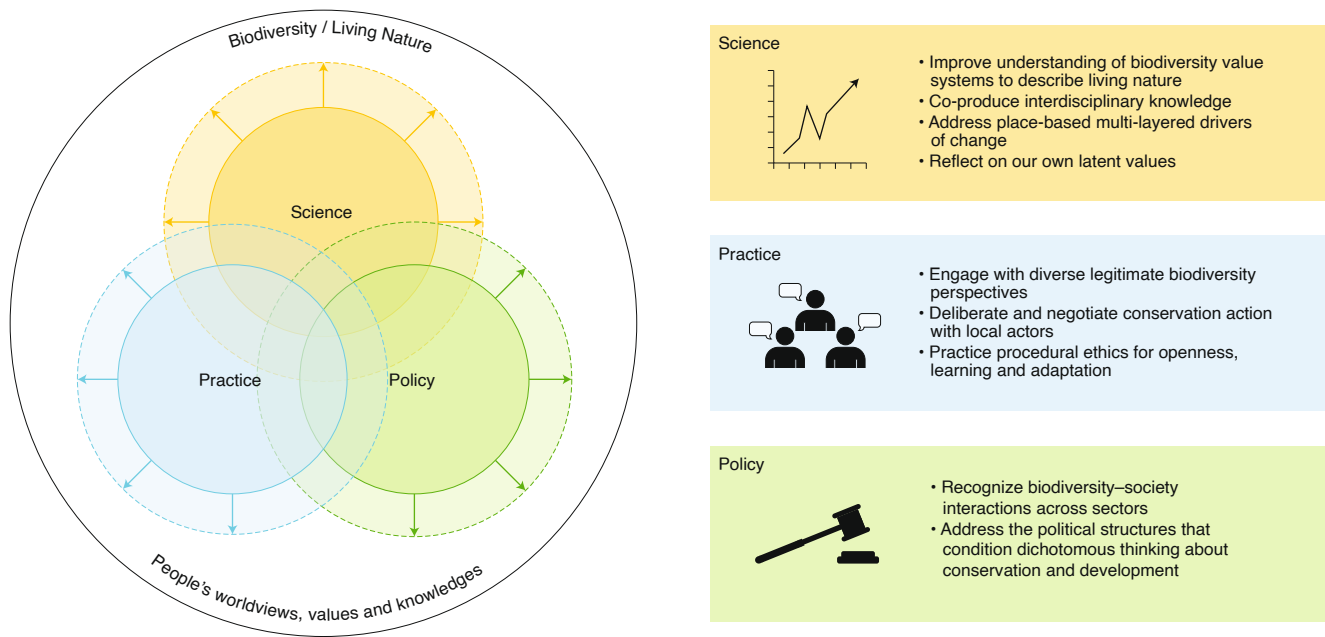 Biodiversity / Living Nature
Science
Practice
Policy
People's worldviews, values and knowledges
Science
• Improve understanding of biodiversity value
systems to describe living nature
• Co-produce interdisciplinary knowledge
• Address place-based multi-layered drivers
of change
• Reflect on our own latent values
Practice
• Engage with diverse legitimate biodiversity
perspectives
• Deliberate and negotiate conservation action
with local actors
• Practice procedural ethics for openness,
learning and adaptation
Policy
• Recognize biodiversity–society
interactions across sectors
• Address the political structures that
condition dichotomous thinking about
conservation and development